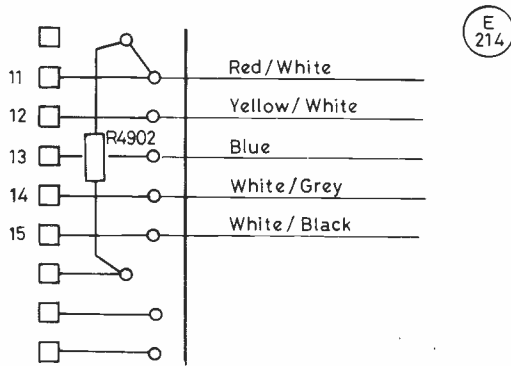 E
214
11 Red/White
12 Yellow/White
R4902
13 Blue
14 White/Grey
15 White/Black